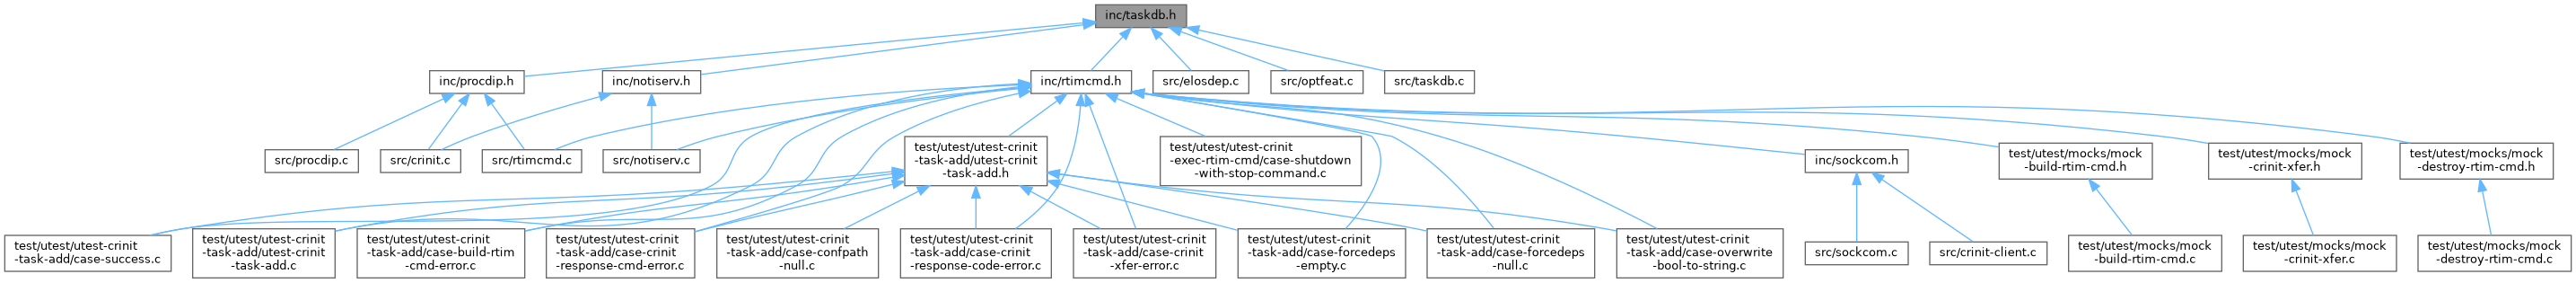 inc/taskdb.h
inc/procdip.h
inc/notiserv.h
inc/rtimcmd.h
src/elosdep.c
src/optfeat.c
src/taskdb.c
src/procdip.c
src/crinit.c
src/rtimcmd.c
src/notiserv.c
test/utest/utest-crinit
-task-add/utest-crinit
-task-add.h
test/utest/utest-crinit
-exec-rtim-cmd/case-shutdown
-with-stop-command.c
inc/sockcom.h
test/utest/mocks/mock
-build-rtim-cmd.h
test/utest/mocks/mock
-crinit-xfer.h
test/utest/mocks/mock
-destroy-rtim-cmd.h
test/utest/utest-crinit
-task-add/case-success.c
test/utest/utest-crinit
-task-add/utest-crinit
-task-add.c
test/utest/utest-crinit
-task-add/case-build-rtim
-cmd-error.c
test/utest/utest-crinit
-task-add/case-crinit
-response-cmd-error.c
test/utest/utest-crinit
-task-add/case-confpath
-null.c
test/utest/utest-crinit
-task-add/case-crinit
-response-code-error.c
test/utest/utest-crinit
-task-add/case-crinit
-xfer-error.c
test/utest/utest-crinit
-task-add/case-forcedeps
-empty.c
test/utest/utest-crinit
-task-add/case-forcedeps
-null.c
test/utest/utest-crinit
-task-add/case-overwrite
-bool-to-string.c
src/sockcom.c
src/crinit-client.c
test/utest/mocks/mock
-build-rtim-cmd.c
test/utest/mocks/mock
-crinit-xfer.c
test/utest/mocks/mock
-destroy-rtim-cmd.c